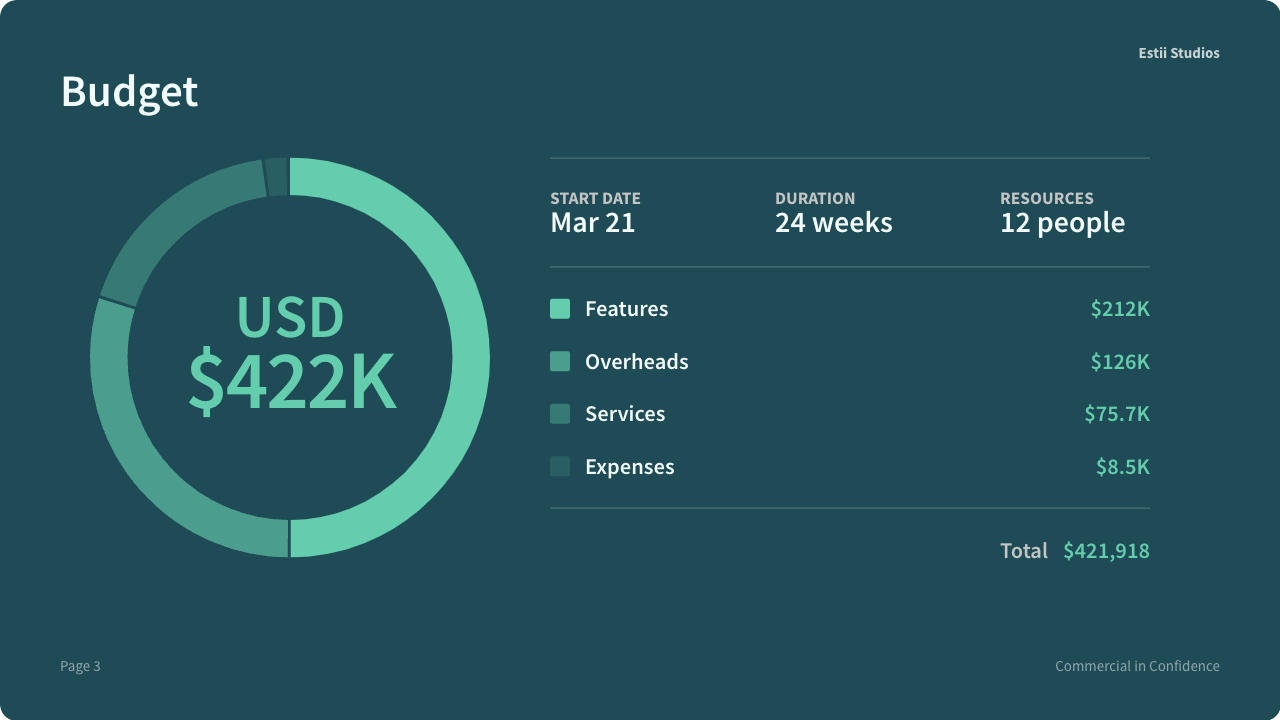 Estii Studios
Budget
USD
$422K
START DATE
Mar 21
DURATION
24 weeks
RESOURCES
12 people
Features $212K
Overheads $126K
Services $75.7K
Expenses $8.5K
Total $421,918
Page 3
Commercial in Confidence